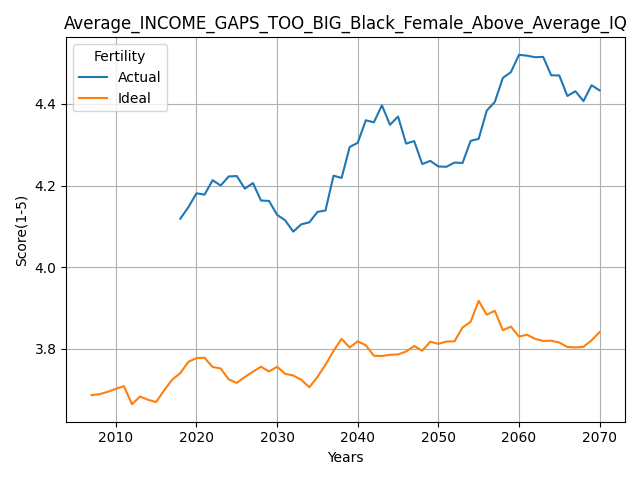 Average_INCOME_GAPS_TOO_BIG_Black_Female_Above_Average_IQ
Fertility
Actual
Ideal
Score(1-5)
4.4
4.2
4.0
3.8
2010 2020 2030 2040 2050 2060 2070
Years